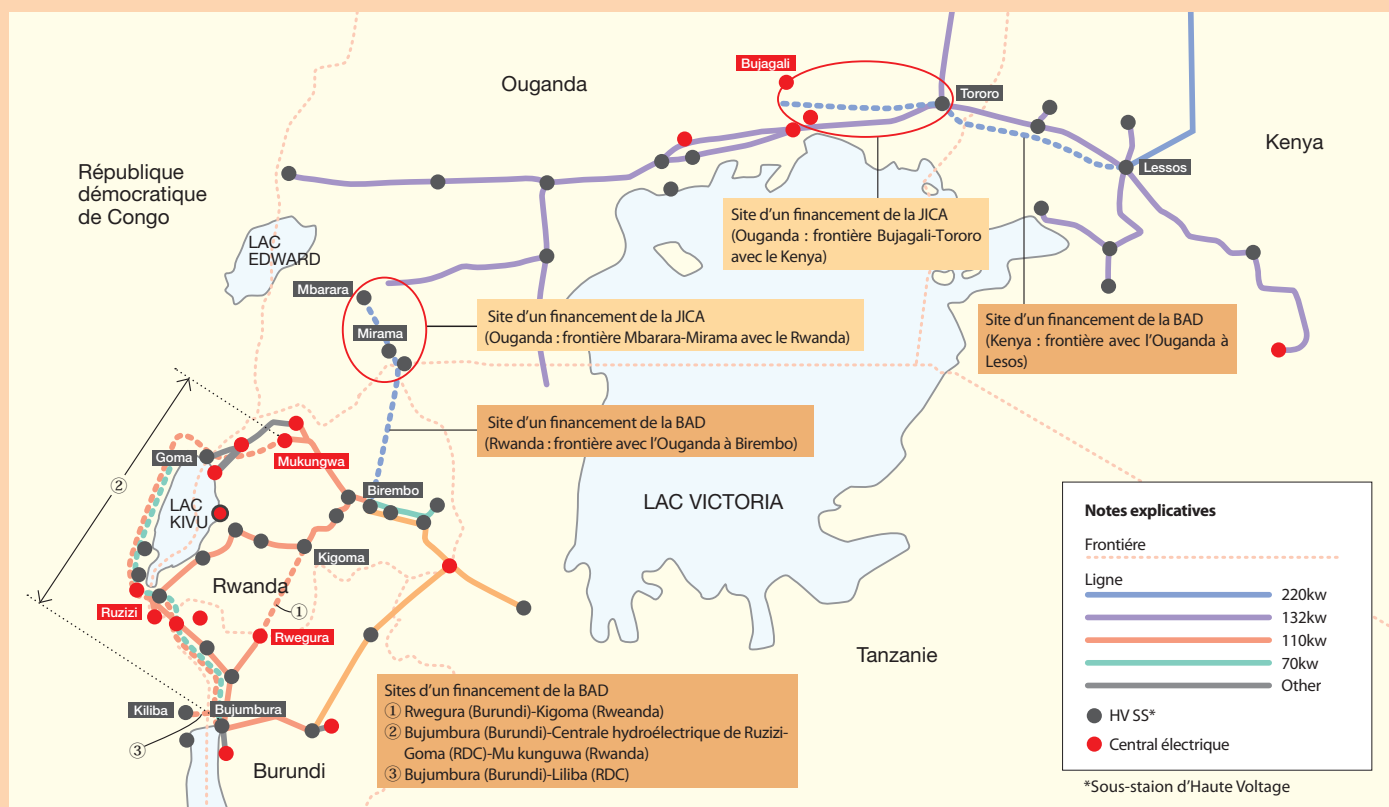 Ouganda
Bujagali
Tororo
Kenya
Lessos
République
démocratique
de Congo
LAC
EDWARD
Site d'un financement de la JICA
(Ouganda : frontière Bujagali-Tororo
avec le Kenya)
Mbarara
Mirama
Site d'un financement de la JICA
(Ouganda : frontière Mbarara-Mirama avec le Rwanda)
Site d'un financement de la BAD
(Kenya : frontière avec l'Ouganda à
Lesos)
Site d'un financement de la BAD
(Rwanda : frontière avec l'Ouganda à Birembo)
Goma
Mukungwa
②
LAC
KIVU
Birembo
LAC VICTORIA
Kigoma
Rwanda
Ruzizi
①
Rwegura
Tanzanie
Kiliba
Bujumbura
③
Burundi
Sites d'un financement de la BAD
① Rwegura (Burundi)-Kigoma (Rweanda)
② Bujumbura (Burundi)-Centrale hydroélectrique de Ruzizi-
Goma (RDC)-Mu kunguwa (Rwanda)
③ Bujumbura (Burundi)-Liliba (RDC)
Notes explicatives
Frontiére
Ligne
220kw
132kw
110kw
70kw
Other
HV SS*
Central électrique
*Sous-staion d'Haute Voltage